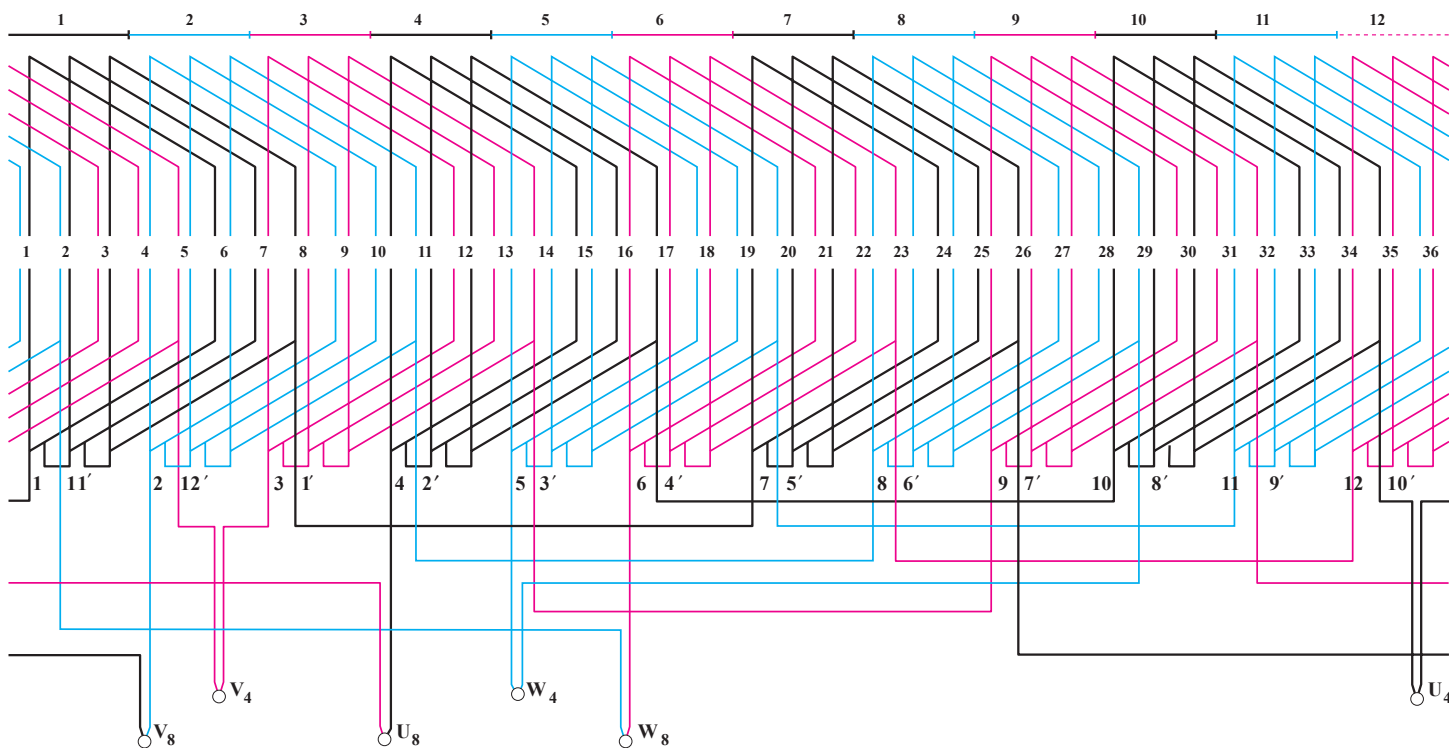 1 2 3 4 5 6 7 8 9 10 11 12
1 2 3 4 5 6 7 8 9 10 11 12 13 14 15 16 17 18 19 20 21 22 23 24 25 26 27 28 29 30 31 32 33 34 35 36
1 11′ 2 12′ 3 1′ 4 2′ 5 3′ 6 4′ 7 5′ 8 6′ 9 7′ 10 8′ 11 9′ 12 10′
V4 W4 U4
V8 U8 W8